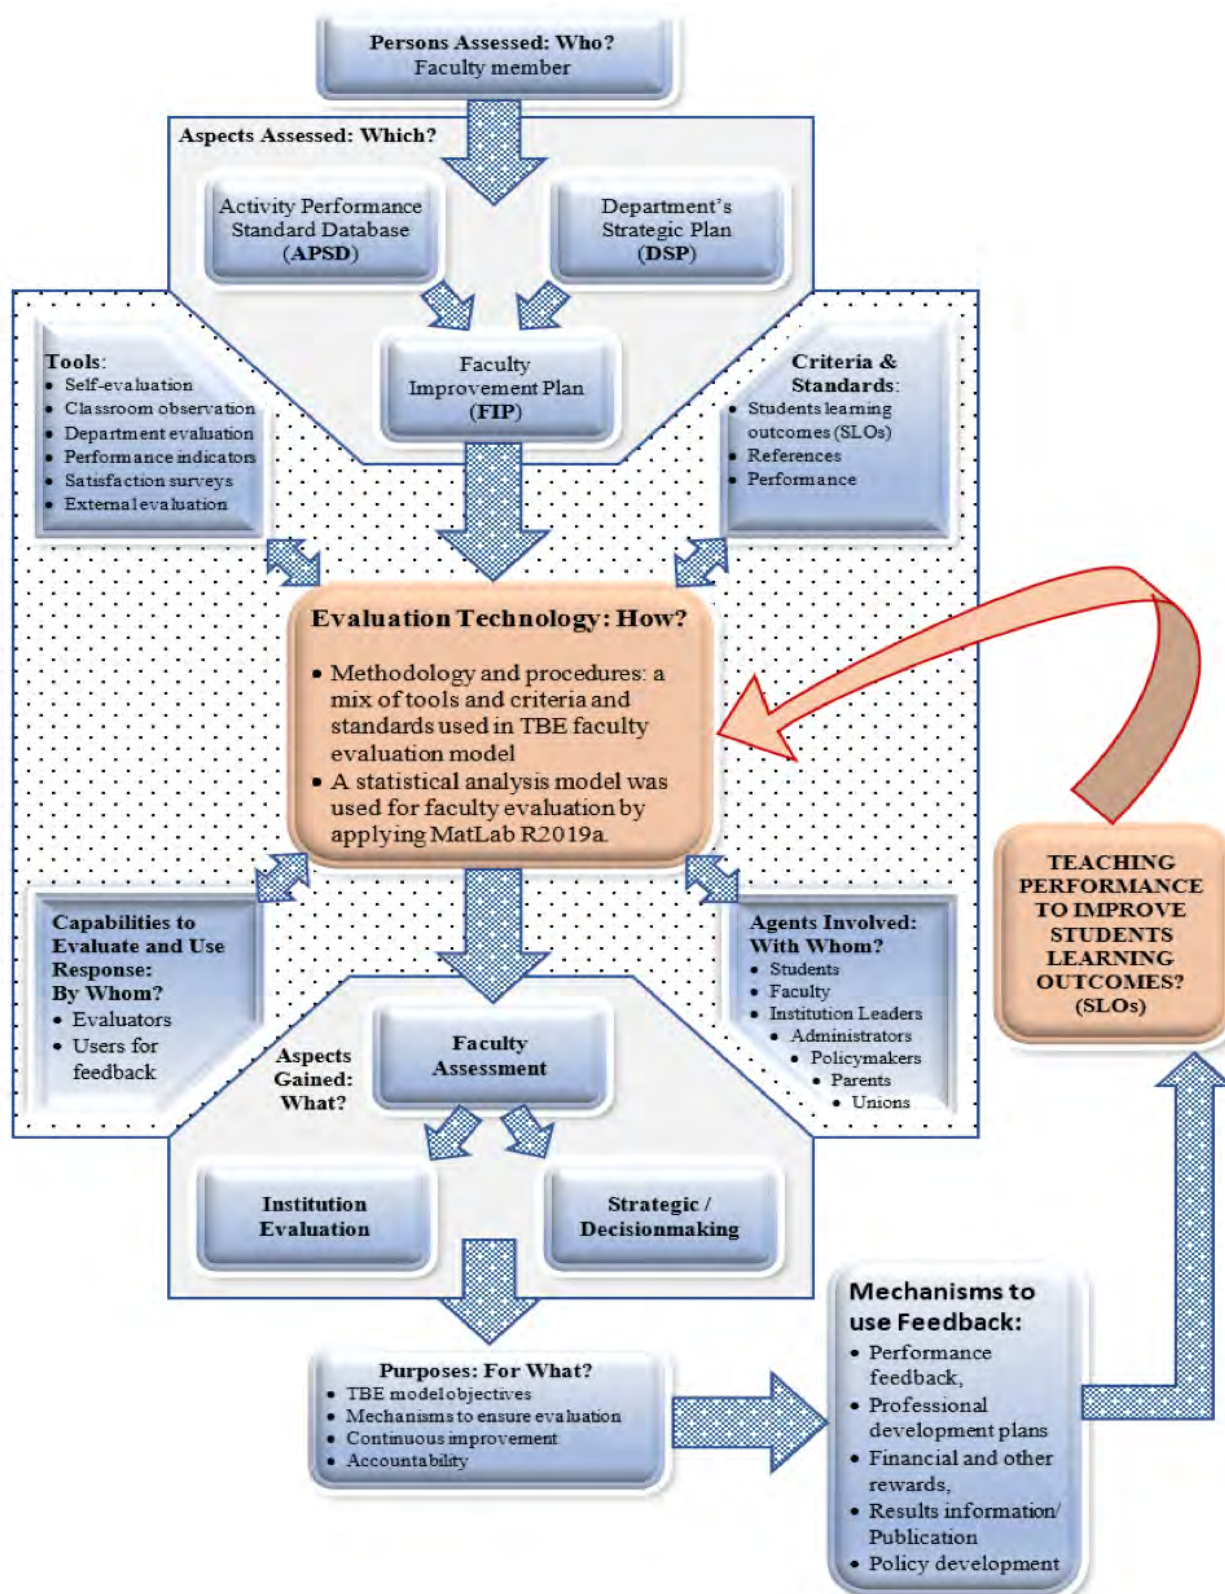 Persons Assessed: Who?
Faculty member
Aspects Assessed: Which?
Activity Performance
Standard Database
(APSD)
Department's
Strategic Plan
(DSP)
Faculty
Improvement Plan
(FIP)
Tools:
• Self-evaluation
• Classroom observation
• Department evaluation
• Performance indicators
• Satisfaction surveys
• External evaluation
Criteria &
Standards:
• Students learning
outcomes (SLOs)
• References
• Performance
Evaluation Technology: How?
• Methodology and procedures: a
mix of tools and criteria and
standards used in TBE faculty
evaluation model
• A statistical analysis model was
used for faculty evaluation by
applying MatLab R2019a.
Capabilities to
Evaluate and Use
Response:
By Whom?
• Evaluators
• Users for
feedback
Agents Involved:
With Whom?
• Students
• Faculty
• Institution Leaders
• Administrators
• Policymakers
• Parents
• Unions
TEACHING
PERFORMANCE
TO IMPROVE
STUDENTS
LEARNING
OUTCOMES?
(SLOs)
Aspects
Gained:
What?
Faculty
Assessment
Institution
Evaluation
Strategic /
Decisionmaking
Purposes: For What?
• TBE model objectives
• Mechanisms to ensure evaluation
• Continuous improvement
• Accountability
Mechanisms to
use Feedback:
• Performance
feedback,
• Professional
development plans
• Financial and other
rewards,
• Results information/
Publication
• Policy development